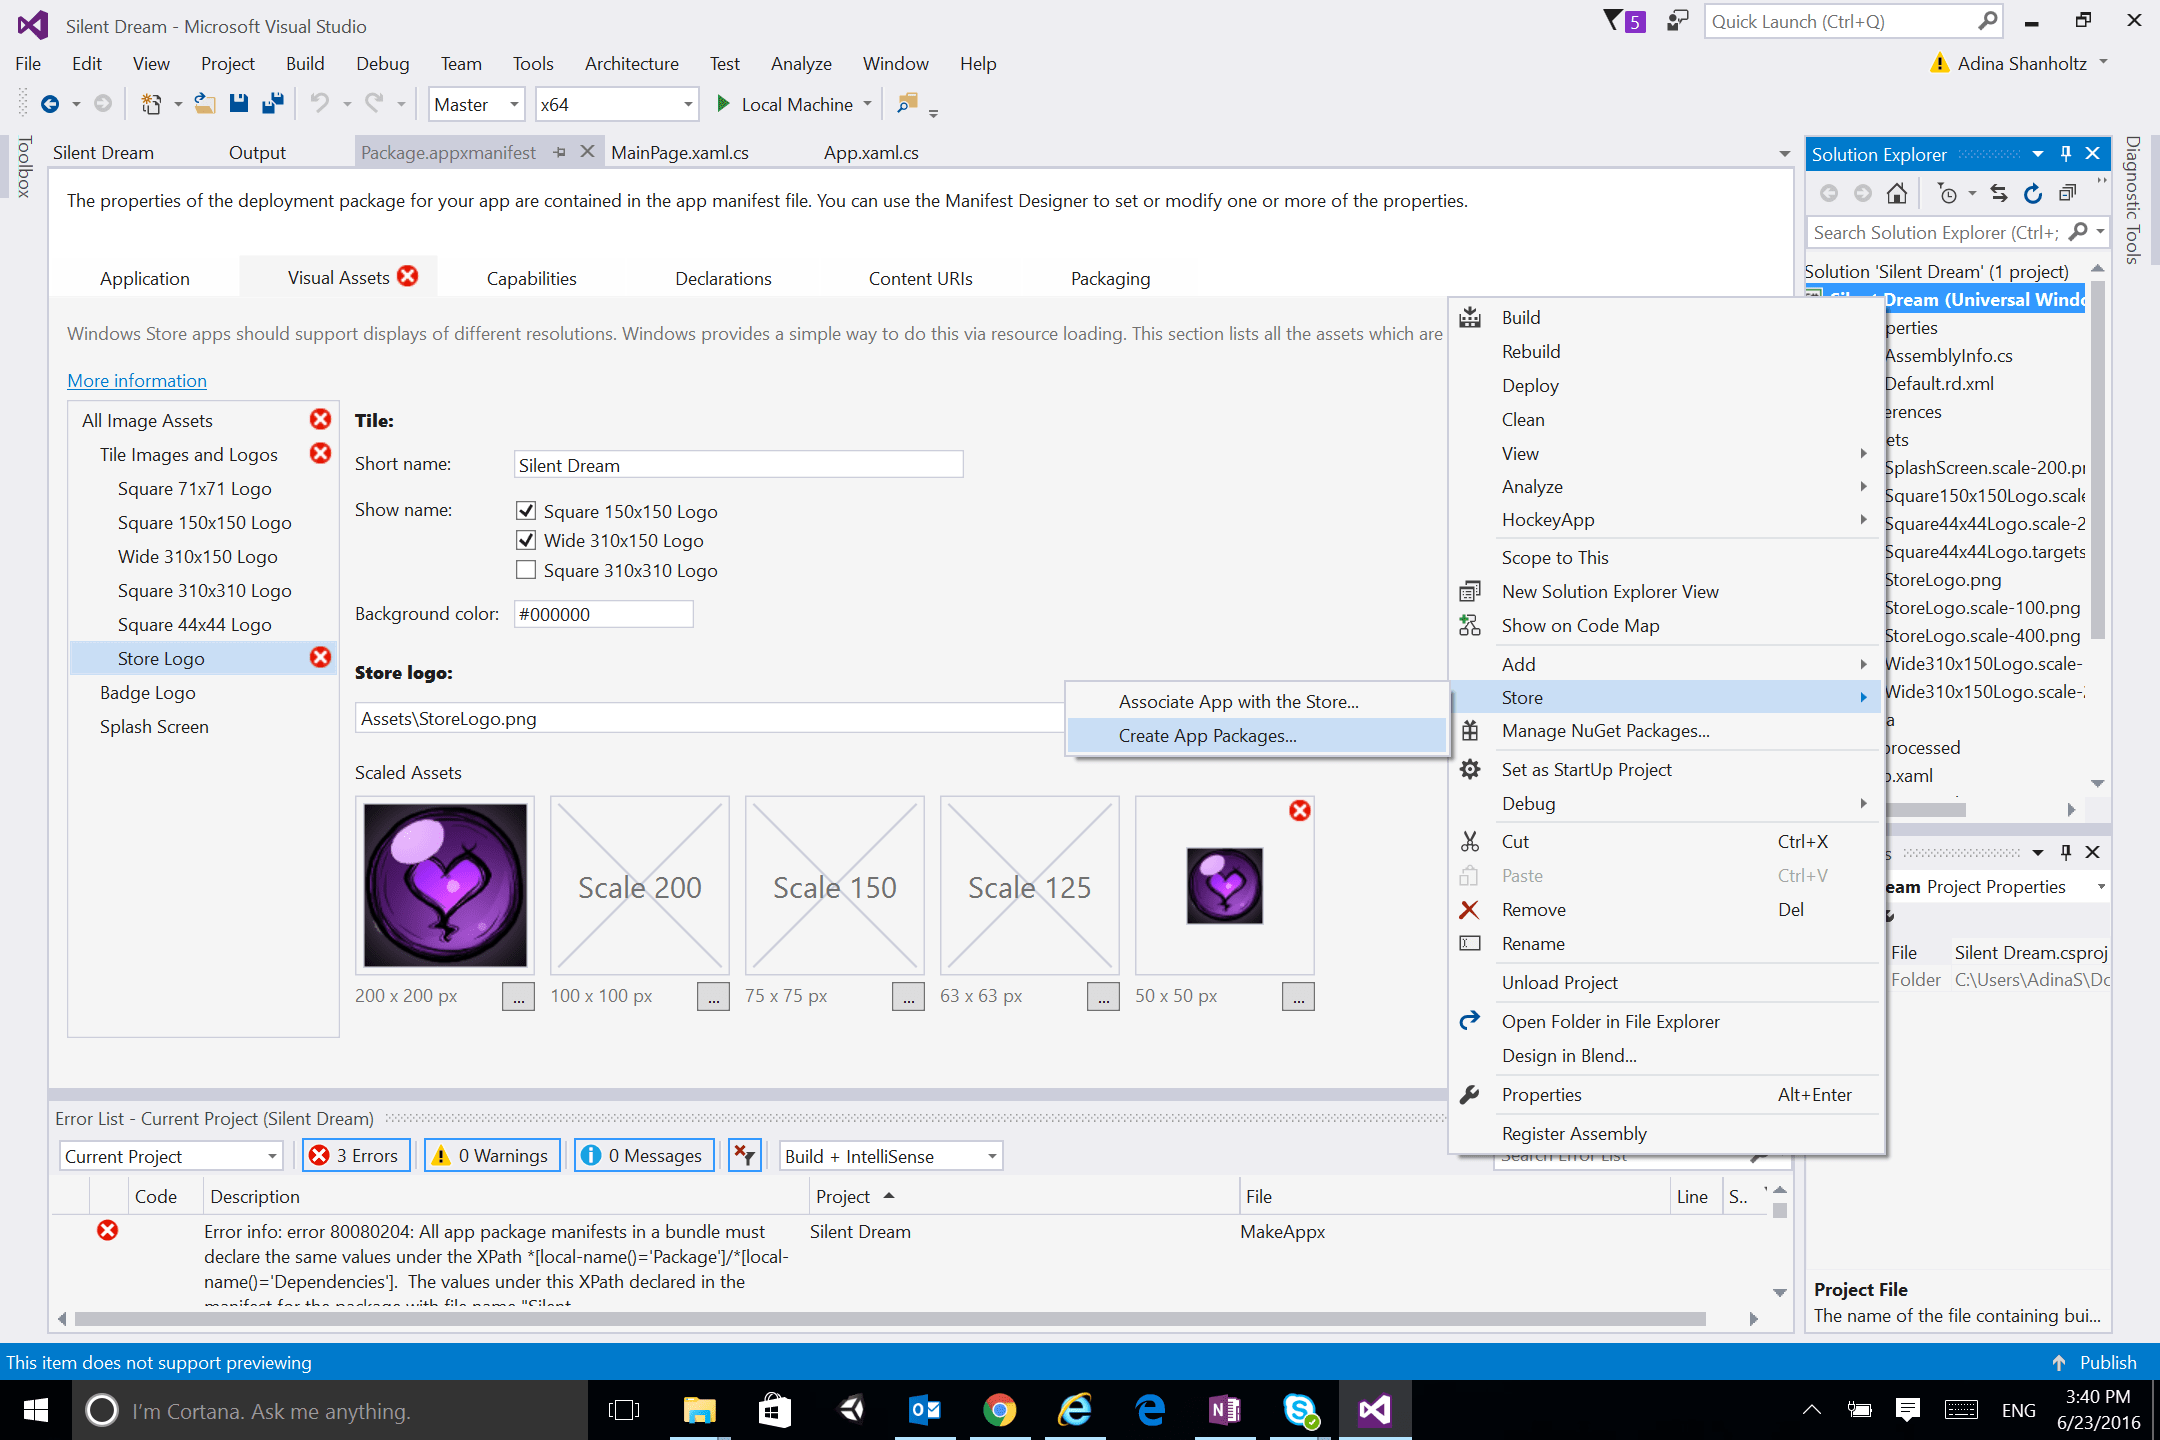 Silent Dream - Microsoft Visual Studio
5
Quick Launch (Ctrl+Q)
File Edit View Project Build Debug Team Tools Architecture Test Analyze Window Help
Adina Shanholtz
Master x64 Local Machine
Toolbox
Silent Dream Output Package.appxmanifest MainPage.xaml.cs App.xaml.cs
The properties of the deployment package for your app are contained in the app manifest file. You can use the Manifest Designer to set or modify one or more of the properties.
Application Visual Assets Capabilities Declarations Content URIs Packaging
Windows Store apps should support displays of different resolutions. Windows provides a simple way to do this via resource loading. This section lists all the assets which are
More information
All Image Assets
Tile Images and Logos
Square 71x71 Logo
Square 150x150 Logo
Wide 310x150 Logo
Square 310x310 Logo
Square 44x44 Logo
Store Logo
Badge Logo
Splash Screen
Tile:
Short name: Silent Dream
Show name:
Square 150x150 Logo
Wide 310x150 Logo
Square 310x310 Logo
Background color: #000000
Store logo:
Assets\StoreLogo.png
Scaled Assets
Scale 200 Scale 150 Scale 125
200 x 200 px ... 100 x 100 px ... 75 x 75 px ... 63 x 63 px ... 50 x 50 px ...
Associate App with the Store...
Create App Packages...
Build
Rebuild
Deploy
Clean
View
Analyze
HockeyApp
Scope to This
New Solution Explorer View
Show on Code Map
Add
Store
Manage NuGet Packages...
Set as StartUp Project
Debug
Cut Ctrl+X
Paste Ctrl+V
Remove Del
Rename
Unload Project
Open Folder in File Explorer
Design in Blend...
Properties Alt+Enter
Register Assembly
Solution Explorer
Search Solution Explorer (Ctrl+;
Solution 'Silent Dream' (1 project)
Silent Dream (Universal Windo
perties
AssemblyInfo.cs
Default.rd.xml
erences
ets
SplashScreen.scale-200.p
Square150x150Logo.scale
Square44x44Logo.scale-2
Square44x44Logo.targets
StoreLogo.png
StoreLogo.scale-100.png
StoreLogo.scale-400.png
Wide310x150Logo.scale-
Wide310x150Logo.scale-
a
processed
.xaml
Diagnostic Tools
s
eam Project Properties
File Silent Dream.csproj
Folder C:\Users\AdinaS\Do
Project File
The name of the file containing bui...
Error List - Current Project (Silent Dream)
Current Project 3 Errors 0 Warnings 0 Messages Build + IntelliSense Search Error List
Code Description Project File Line S..
Error info: error 80080204: All app package manifests in a bundle must Silent Dream MakeAppx
declare the same values under the XPath *[local-name()='Package']/*[local-
name()='Dependencies']. The values under this XPath declared in the
manifest for the package with file name "Silent
This item does not support previewing
Publish
I'm Cortana. Ask me anything.
ENG
3:40 PM
6/23/2016